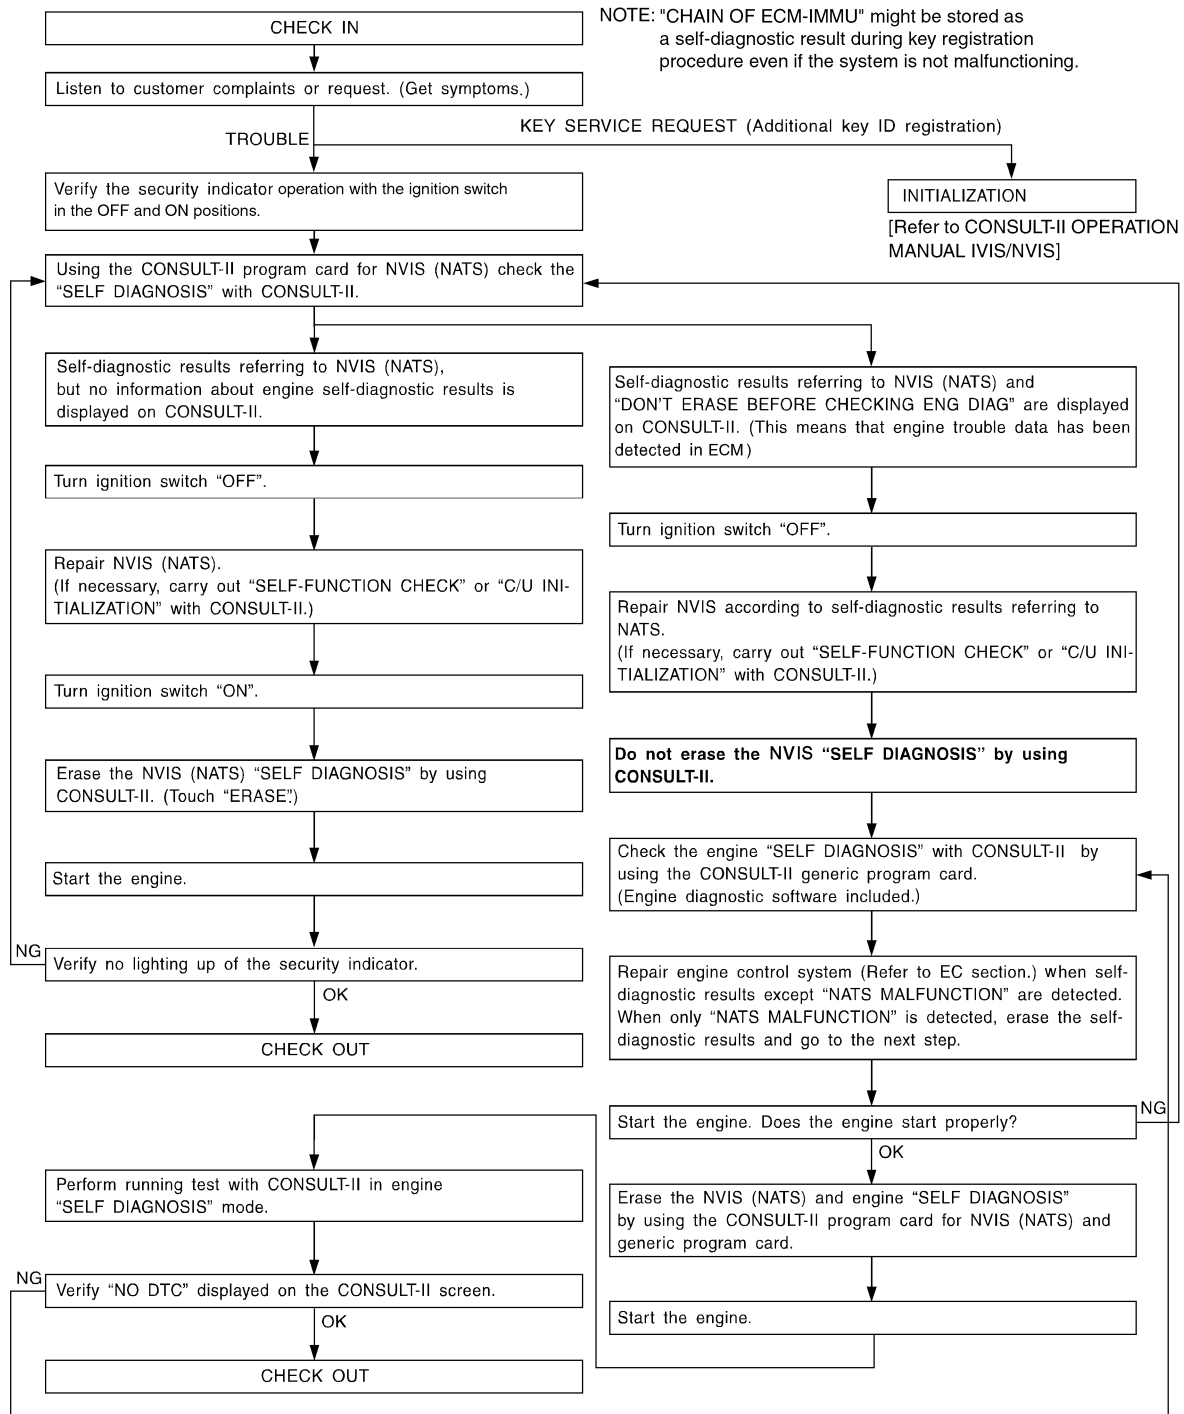 CHECK IN
NOTE: "CHAIN OF ECM-IMMU" might be stored as
a self-diagnostic result during key registration
procedure even if the system is not malfunctioning.
Listen to customer complaints or request. (Get symptoms.)
TROUBLE
KEY SERVICE REQUEST (Additional key ID registration)
Verify the security indicator operation with the ignition switch
in the OFF and ON positions.
INITIALIZATION
[Refer to CONSULT-II OPERATION
MANUAL IVIS/NVIS]
Using the CONSULT-II program card for NVIS (NATS) check the
“SELF DIAGNOSIS” with CONSULT-II.
Self-diagnostic results referring to NVIS (NATS),
but no information about engine self-diagnostic results is
displayed on CONSULT-II.
Turn ignition switch “OFF”.
Repair NVIS (NATS).
(If necessary, carry out “SELF-FUNCTION CHECK” or “C/U INI-
TIALIZATION” with CONSULT-II.)
Turn ignition switch “ON”.
Erase the NVIS (NATS) “SELF DIAGNOSIS” by using
CONSULT-II. (Touch “ERASE”.)
Start the engine.
NG
Verify no lighting up of the security indicator.
OK
CHECK OUT
Self-diagnostic results referring to NVIS (NATS) and
“DON’T ERASE BEFORE CHECKING ENG DIAG” are displayed
on CONSULT-II. (This means that engine trouble data has been
detected in ECM)
Turn ignition switch “OFF”.
Repair NVIS according to self-diagnostic results referring to
NATS.
(If necessary, carry out “SELF-FUNCTION CHECK” or “C/U INI-
TIALIZATION” with CONSULT-II.)
Do not erase the NVIS “SELF DIAGNOSIS” by using
CONSULT-II.
Check the engine “SELF DIAGNOSIS” with CONSULT-II by
using the CONSULT-II generic program card.
(Engine diagnostic software included.)
Repair engine control system (Refer to EC section.) when self-
diagnostic results except “NATS MALFUNCTION” are detected.
When only “NATS MALFUNCTION” is detected, erase the self-
diagnostic results and go to the next step.
Start the engine. Does the engine start properly?
NG
OK
Erase the NVIS (NATS) and engine “SELF DIAGNOSIS”
by using the CONSULT-II program card for NVIS (NATS) and
generic program card.
Start the engine.
Perform running test with CONSULT-II in engine
“SELF DIAGNOSIS” mode.
NG
Verify “NO DTC” displayed on the CONSULT-II screen.
OK
CHECK OUT